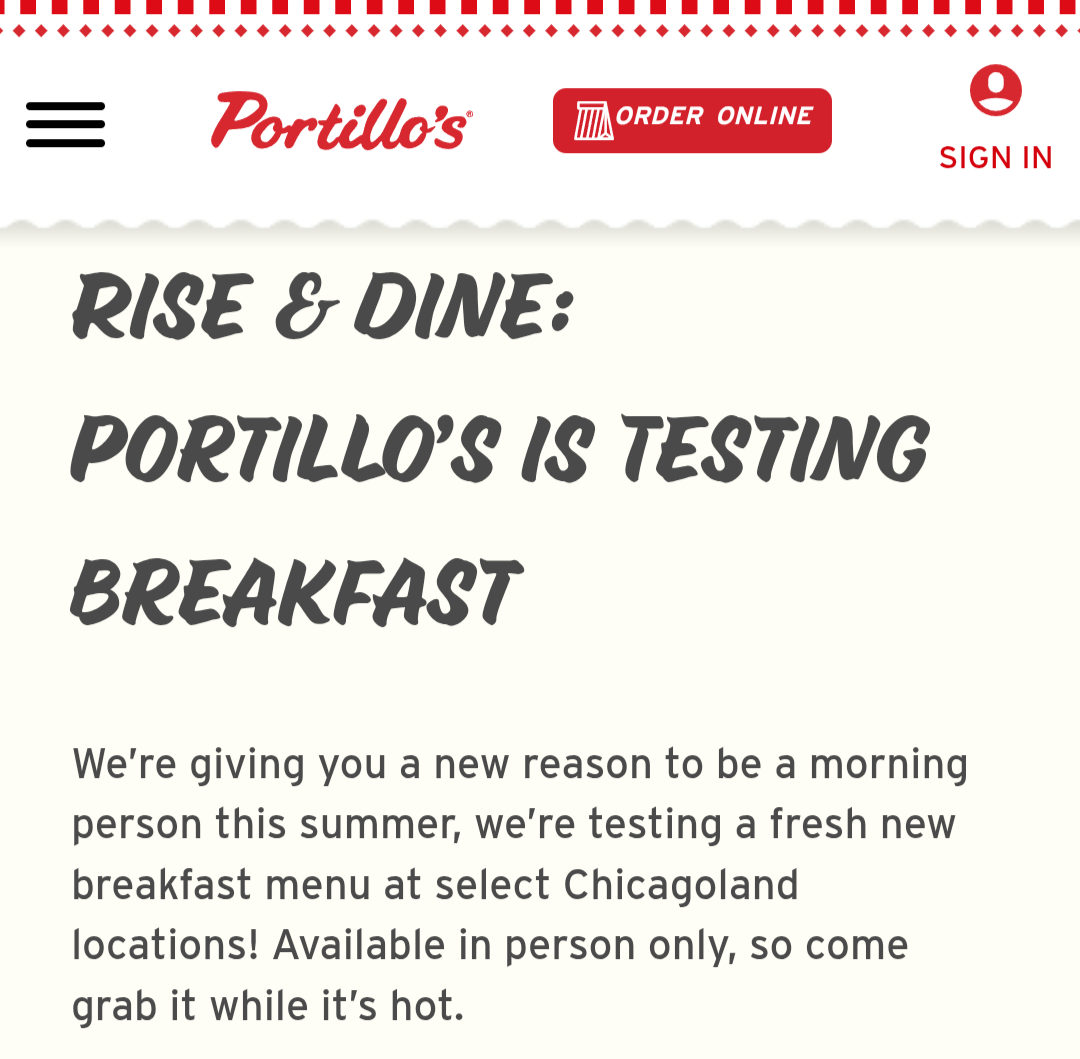 Portillo's®
ORDER ONLINE
SIGN IN
RISE & DINE:
PORTILLO'S IS TESTING
BREAKFAST
We're giving you a new reason to be a morning
person this summer, we're testing a fresh new
breakfast menu at select Chicagoland
locations! Available in person only, so come
grab it while it's hot.